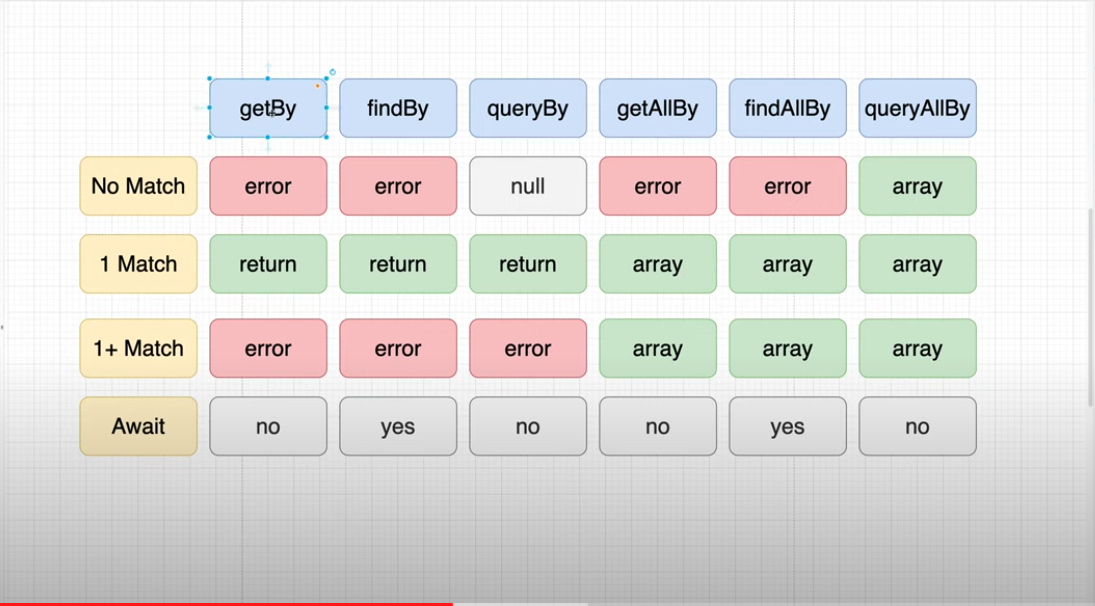 getBy findBy queryBy getAllBy findAllBy queryAllBy
No Match error error null error error array
1 Match return return return array array array
1+ Match error error error array array array
Await no yes no no yes no